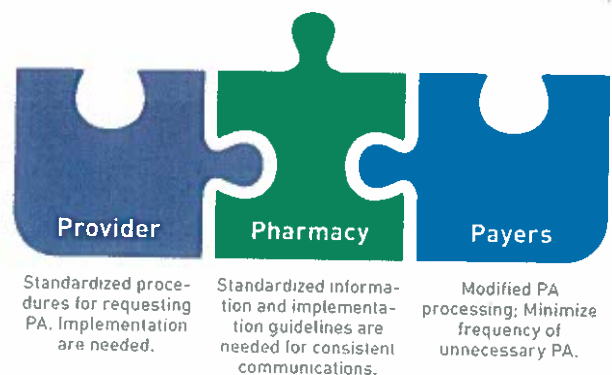 Provider
Pharmacy
Payers
Standardized proce-
dures for requesting
PA. Implementation
are needed.
Standardized informa-
tion and implementa-
tion guidelines are
needed for consistent
communications.
Modified PA
processing; Minimize
frequency of
unnecessary PA.